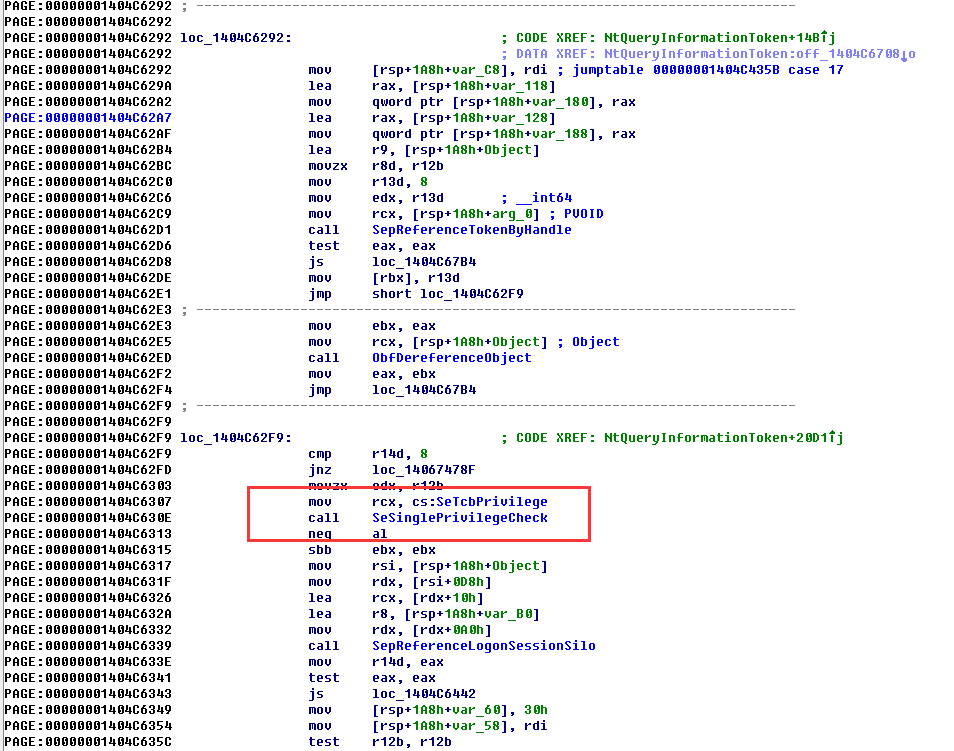 PAGE:00000001404C6292 ; ---------------------------------------------------------------------------
PAGE:00000001404C6292
PAGE:00000001404C6292 loc_1404C6292: ; CODE XREF: NtQueryInformationToken+14B↑j
PAGE:00000001404C6292 ; DATA XREF: NtQueryInformationToken:off_1404C6708↓o
PAGE:00000001404C6292 mov [rsp+1A8h+var_C8], rdi ; jumptable 00000001404C435B case 17
PAGE:00000001404C629A lea rax, [rsp+1A8h+var_118]
PAGE:00000001404C62A2 mov qword ptr [rsp+1A8h+var_180], rax
PAGE:00000001404C62A7 lea rax, [rsp+1A8h+var_128]
PAGE:00000001404C62AF mov qword ptr [rsp+1A8h+var_188], rax
PAGE:00000001404C62B4 lea r9, [rsp+1A8h+Object]
PAGE:00000001404C62BC movzx r8d, r12b
PAGE:00000001404C62C0 mov r13d, 8
PAGE:00000001404C62C6 mov edx, r13d ; __int64
PAGE:00000001404C62C9 mov rcx, [rsp+1A8h+arg_0] ; PVOID
PAGE:00000001404C62D1 call SepReferenceTokenByHandle
PAGE:00000001404C62D6 test eax, eax
PAGE:00000001404C62D8 js loc_1404C67B4
PAGE:00000001404C62DE mov [rbx], r13d
PAGE:00000001404C62E1 jmp short loc_1404C62F9
PAGE:00000001404C62E3 ; ---------------------------------------------------------------------------
PAGE:00000001404C62E3 mov ebx, eax
PAGE:00000001404C62E5 mov rcx, [rsp+1A8h+Object] ; Object
PAGE:00000001404C62ED call ObfDereferenceObject
PAGE:00000001404C62F2 mov eax, ebx
PAGE:00000001404C62F4 jmp loc_1404C67B4
PAGE:00000001404C62F9 ; ---------------------------------------------------------------------------
PAGE:00000001404C62F9
PAGE:00000001404C62F9 loc_1404C62F9: ; CODE XREF: NtQueryInformationToken+20D1↑j
PAGE:00000001404C62F9 cmp r14d, 8
PAGE:00000001404C62FD jnz loc_14067478F
PAGE:00000001404C6303 movzx edx, r12b
PAGE:00000001404C6307 mov rcx, cs:SeTcbPrivilege
PAGE:00000001404C630E call SeSinglePrivilegeCheck
PAGE:00000001404C6313 neg al
PAGE:00000001404C6315 sbb ebx, ebx
PAGE:00000001404C6317 mov rsi, [rsp+1A8h+Object]
PAGE:00000001404C631F mov rdx, [rsi+0D8h]
PAGE:00000001404C6326 lea rcx, [rdx+10h]
PAGE:00000001404C632A lea r8, [rsp+1A8h+var_B0]
PAGE:00000001404C6332 mov rdx, [rdx+0A0h]
PAGE:00000001404C6339 call SepReferenceLogonSessionSilo
PAGE:00000001404C633E mov r14d, eax
PAGE:00000001404C6341 test eax, eax
PAGE:00000001404C6343 js loc_1404C6442
PAGE:00000001404C6349 mov [rsp+1A8h+var_60], 30h
PAGE:00000001404C6354 mov [rsp+1A8h+var_58], rdi
PAGE:00000001404C635C test r12b, r12b